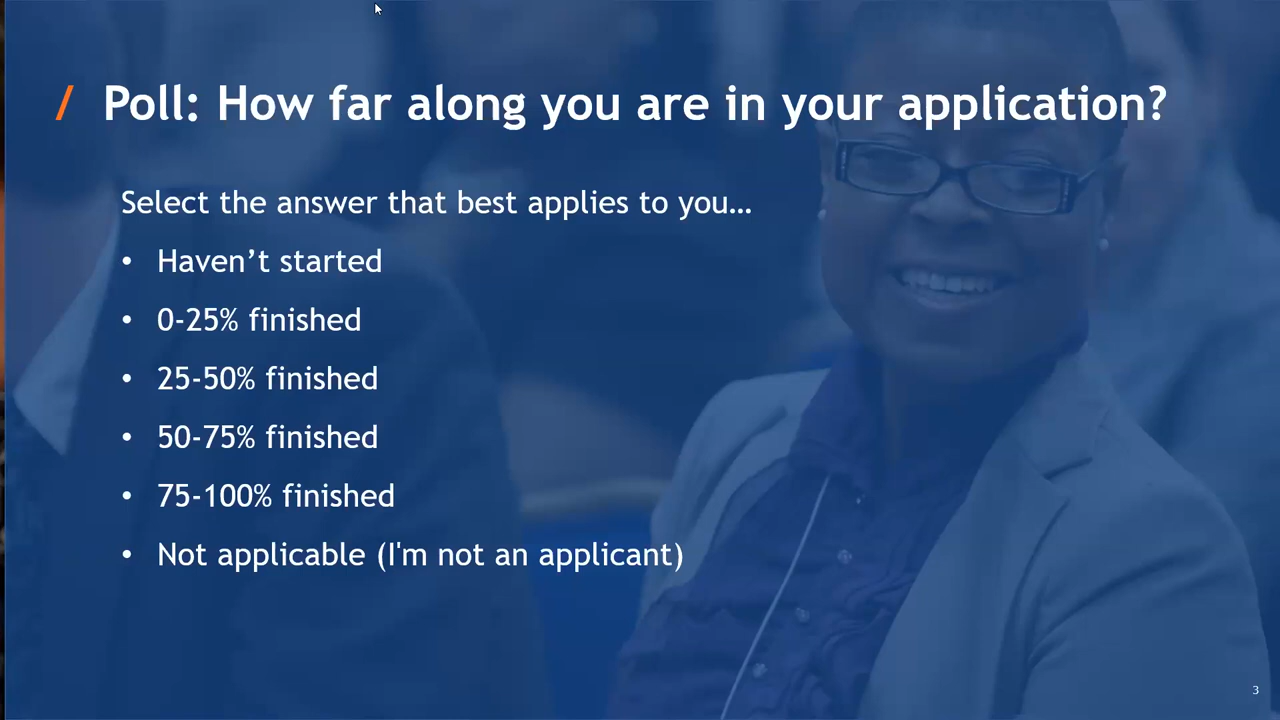 / Poll: How far along you are in your application?
Select the answer that best applies to you…
• Haven’t started
• 0-25% finished
• 25-50% finished
• 50-75% finished
• 75-100% finished
• Not applicable (I'm not an applicant)
3